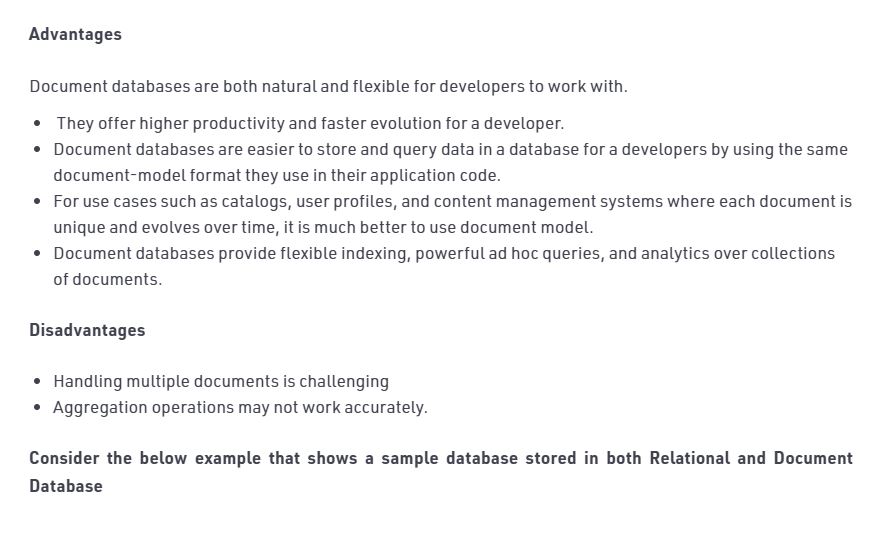 Advantages
Document databases are both natural and flexible for developers to work with.
• They offer higher productivity and faster evolution for a developer.
• Document databases are easier to store and query data in a database for a developers by using the same
document-model format they use in their application code.
• For use cases such as catalogs, user profiles, and content management systems where each document is
unique and evolves over time, it is much better to use document model.
• Document databases provide flexible indexing, powerful ad hoc queries, and analytics over collections
of documents.
Disadvantages
• Handling multiple documents is challenging
• Aggregation operations may not work accurately.
Consider the below example that shows a sample database stored in both Relational and Document
Database